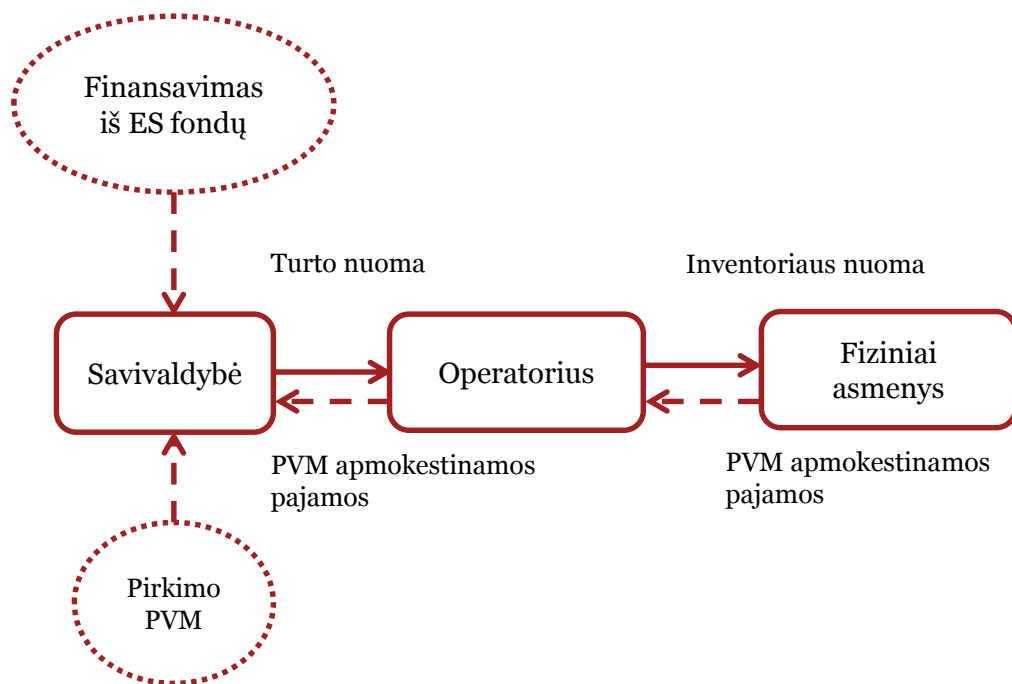 Finansavimas
iš ES fondų
Turto nuoma
Inventoriaus nuoma
Savivaldybė
Operatorius
Fiziniai
asmenys
PVM apmokestinamos
pajamos
PVM apmokestinamos
pajamos
Pirkimo
PVM